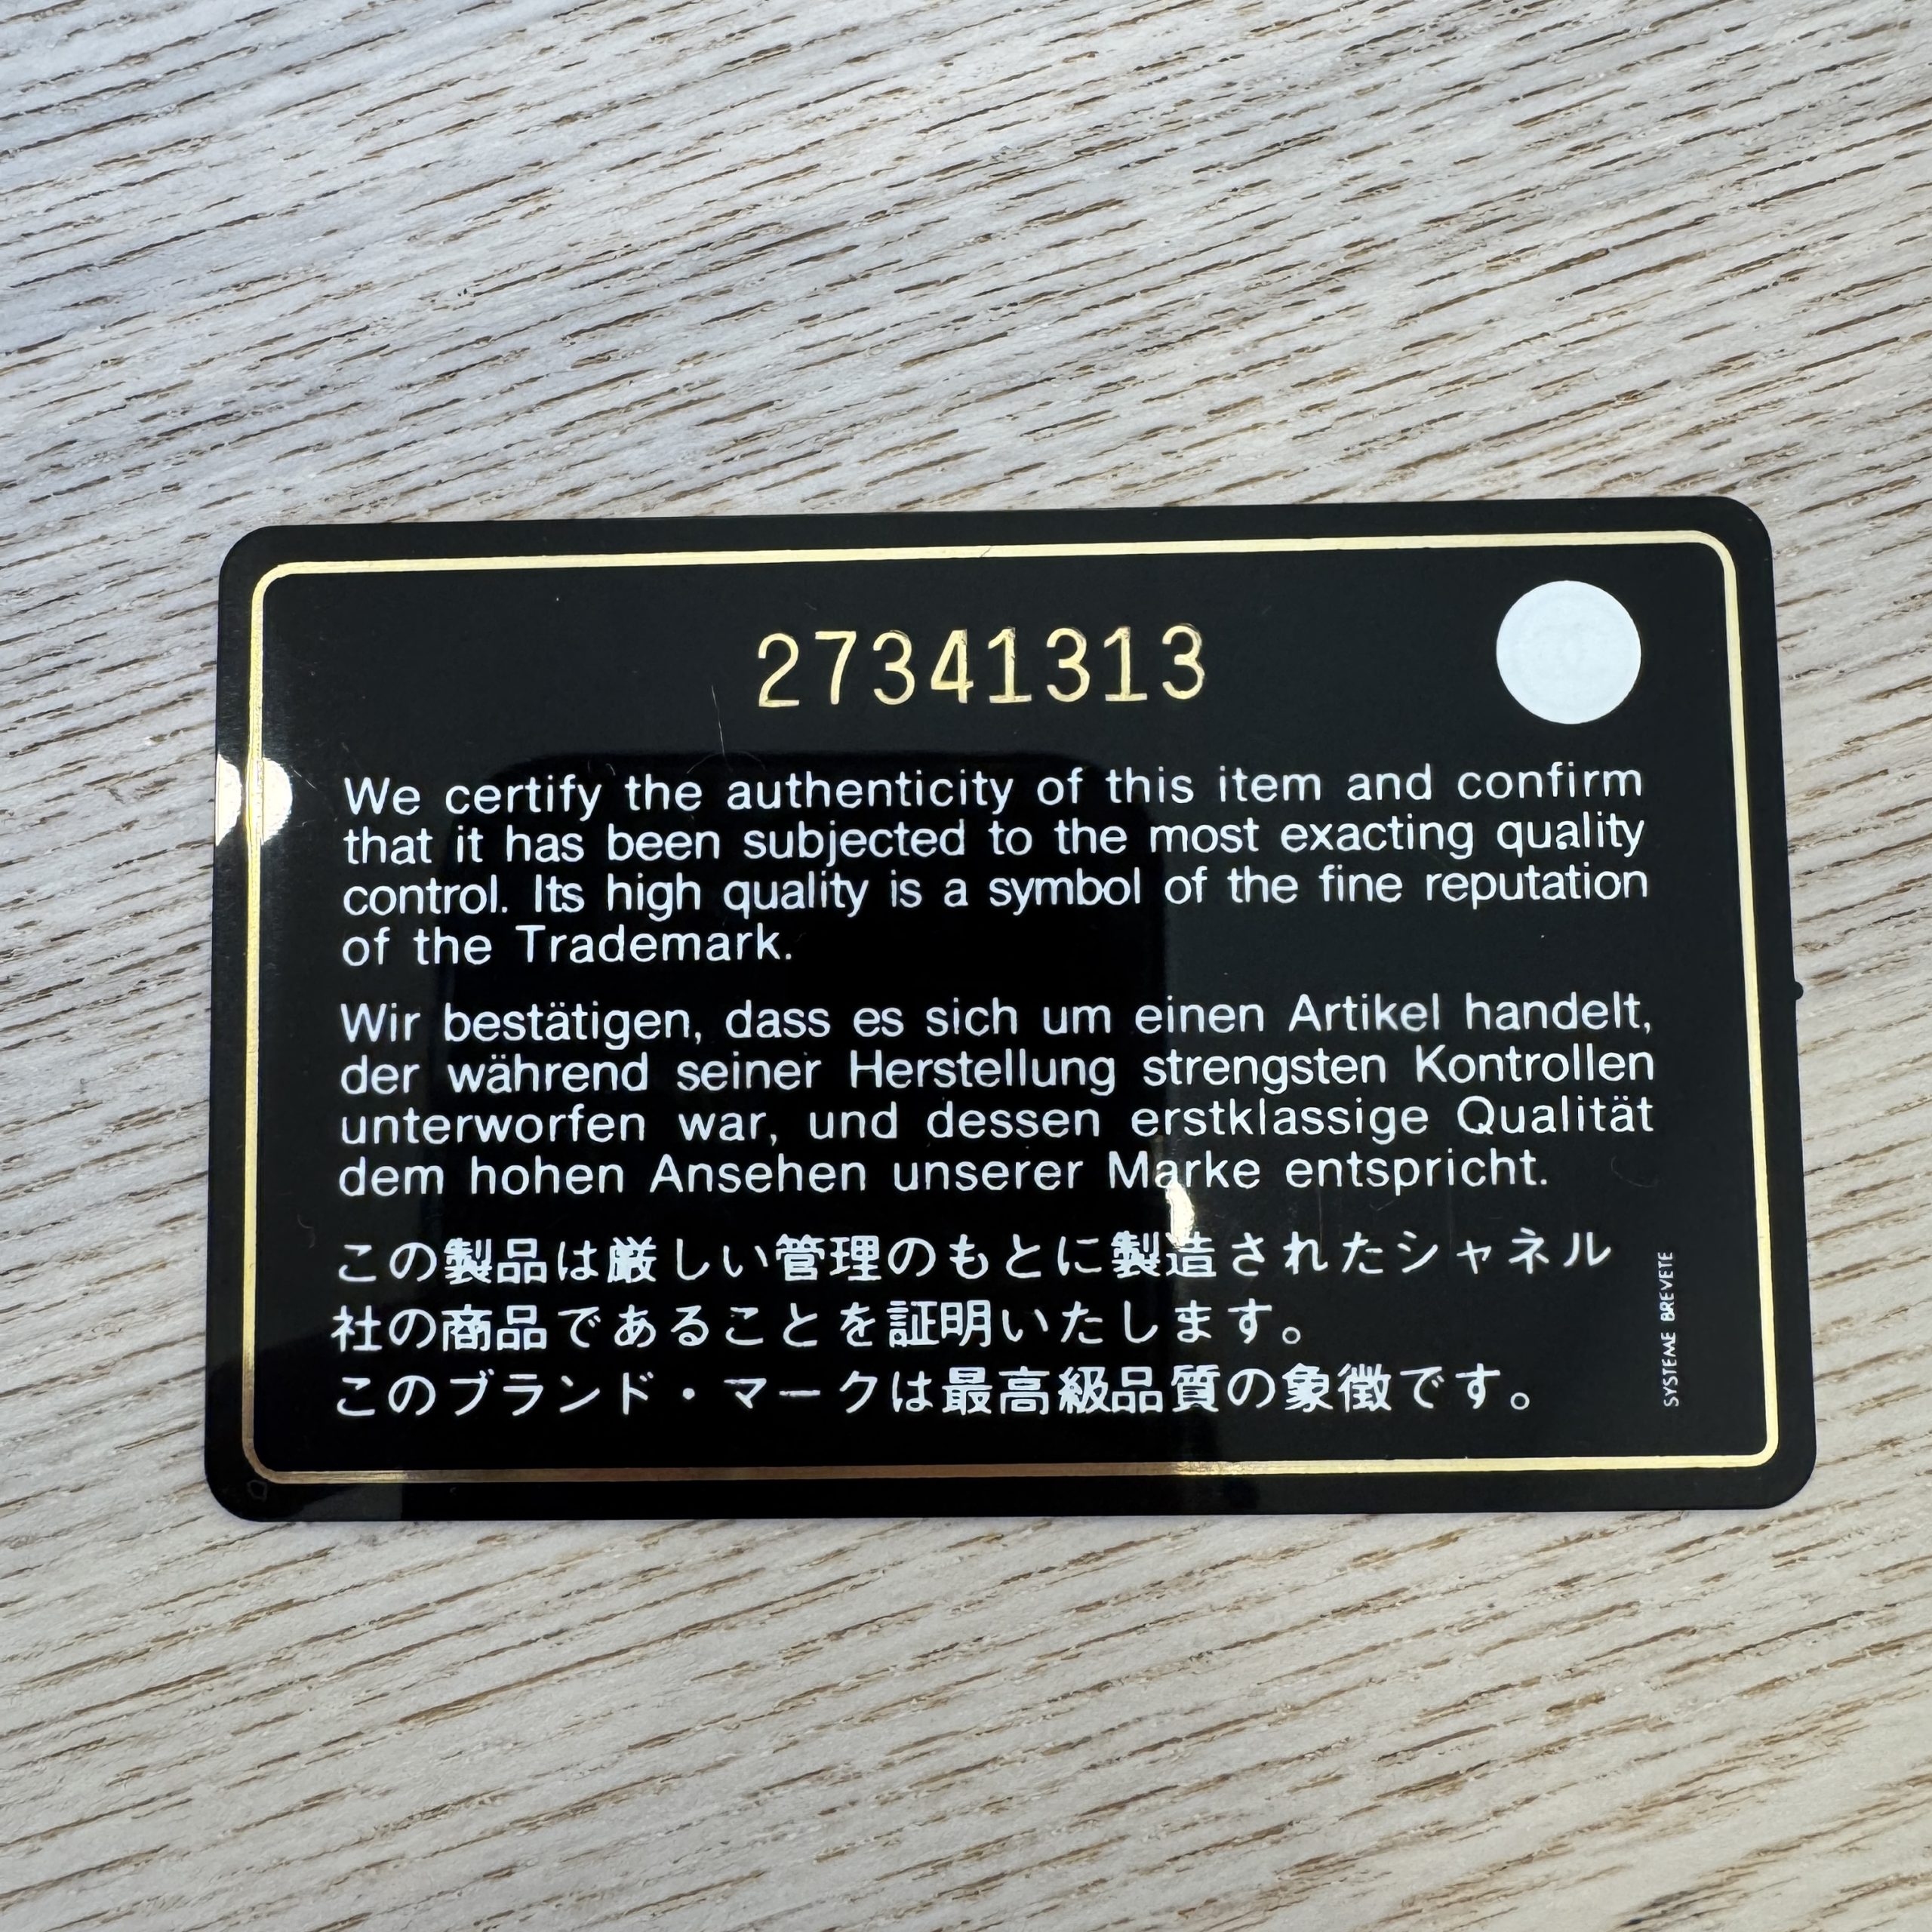 27341313
We certify the authenticity of this item and confirm
that it has been subjected to the most exacting quality
control. Its high quality is a symbol of the fine reputation
of the Trademark.
Wir bestätigen, dass es sich um einen Artikel handelt,
der während seiner Herstellung strengsten Kontrollen
unterworfen war, und dessen erstklassige Qualität
dem hohen Ansehen unserer Marke entspricht.
この製品は厳しい管理のもとに製造されたシャネル
社の商品であることを証明いたします。
このブランド・マークは最高級品質の象徴です。
SYSTEME BREVETE